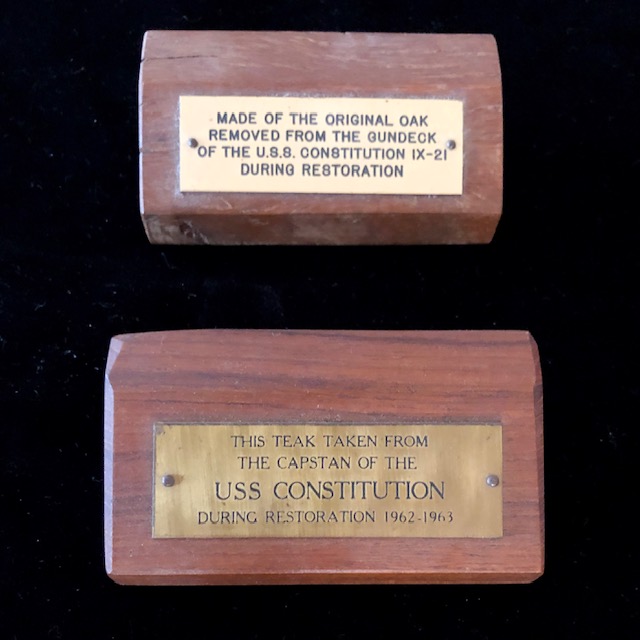 MADE OF THE ORIGINAL OAK
REMOVED FROM THE GUNDECK
OF THE U.S.S. CONSTITUTION IX-21
DURING RESTORATION
THIS TEAK TAKEN FROM
THE CAPSTAN OF THE
USS CONSTITUTION
DURING RESTORATION 1962-1963